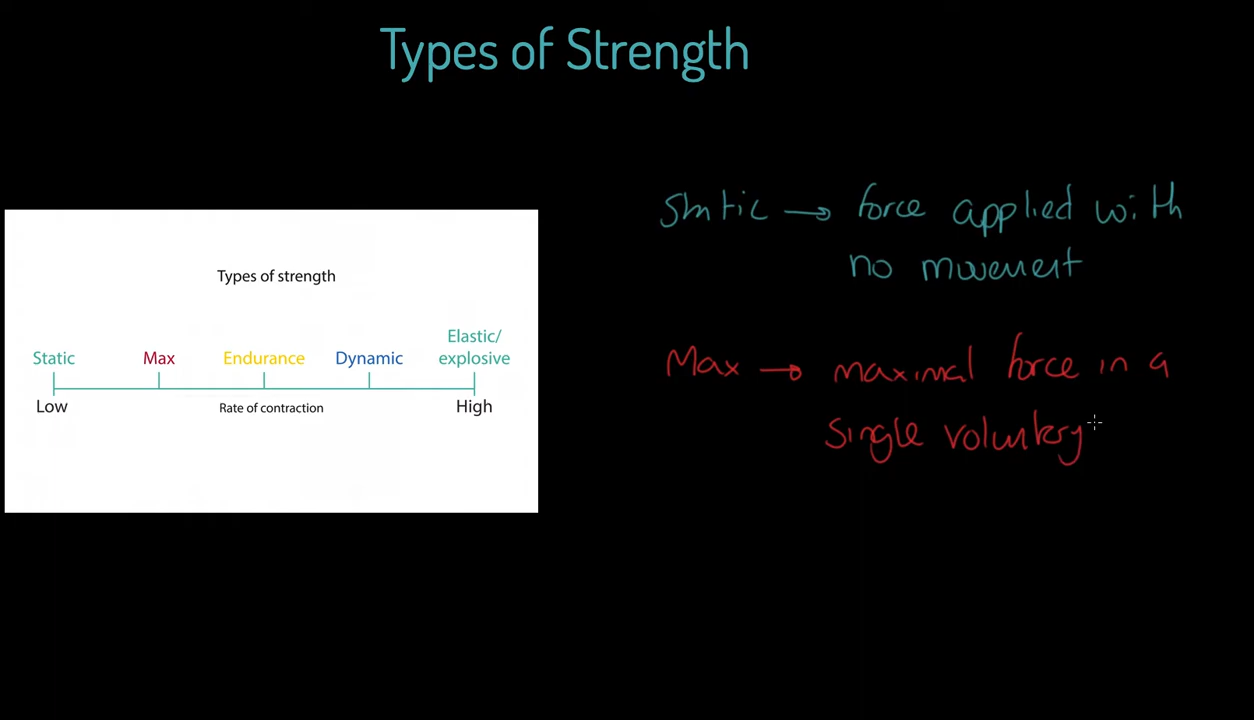 Types of Strength
Static → force applied with
no movement
Types of strength
Elastic/
Static Max Endurance Dynamic explosive
Low Rate of contraction High
Max → maximal force in a
single voluntary